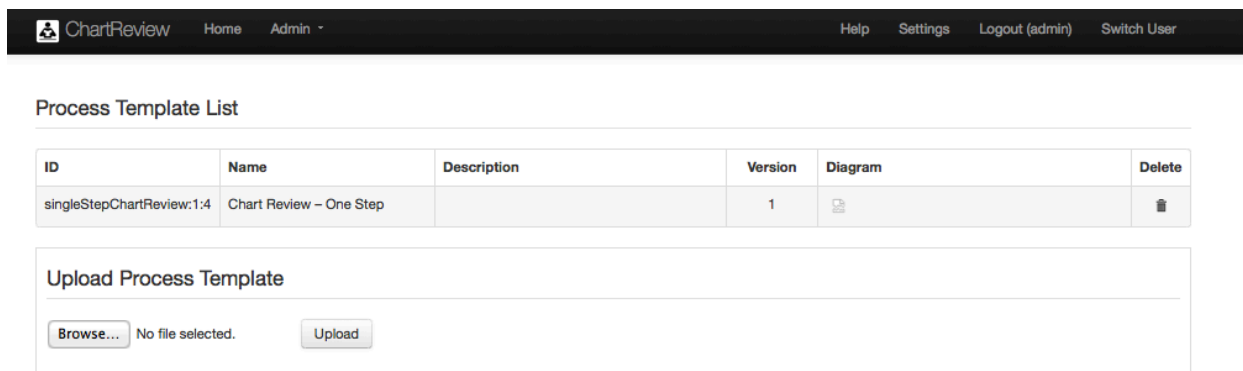 ChartReview Home Admin Help Settings Logout (admin) Switch User
Process Template List
ID Name Description Version Diagram Delete
singleStepChartReview:1:4 Chart Review – One Step 1
Upload Process Template
Browse... No file selected. Upload